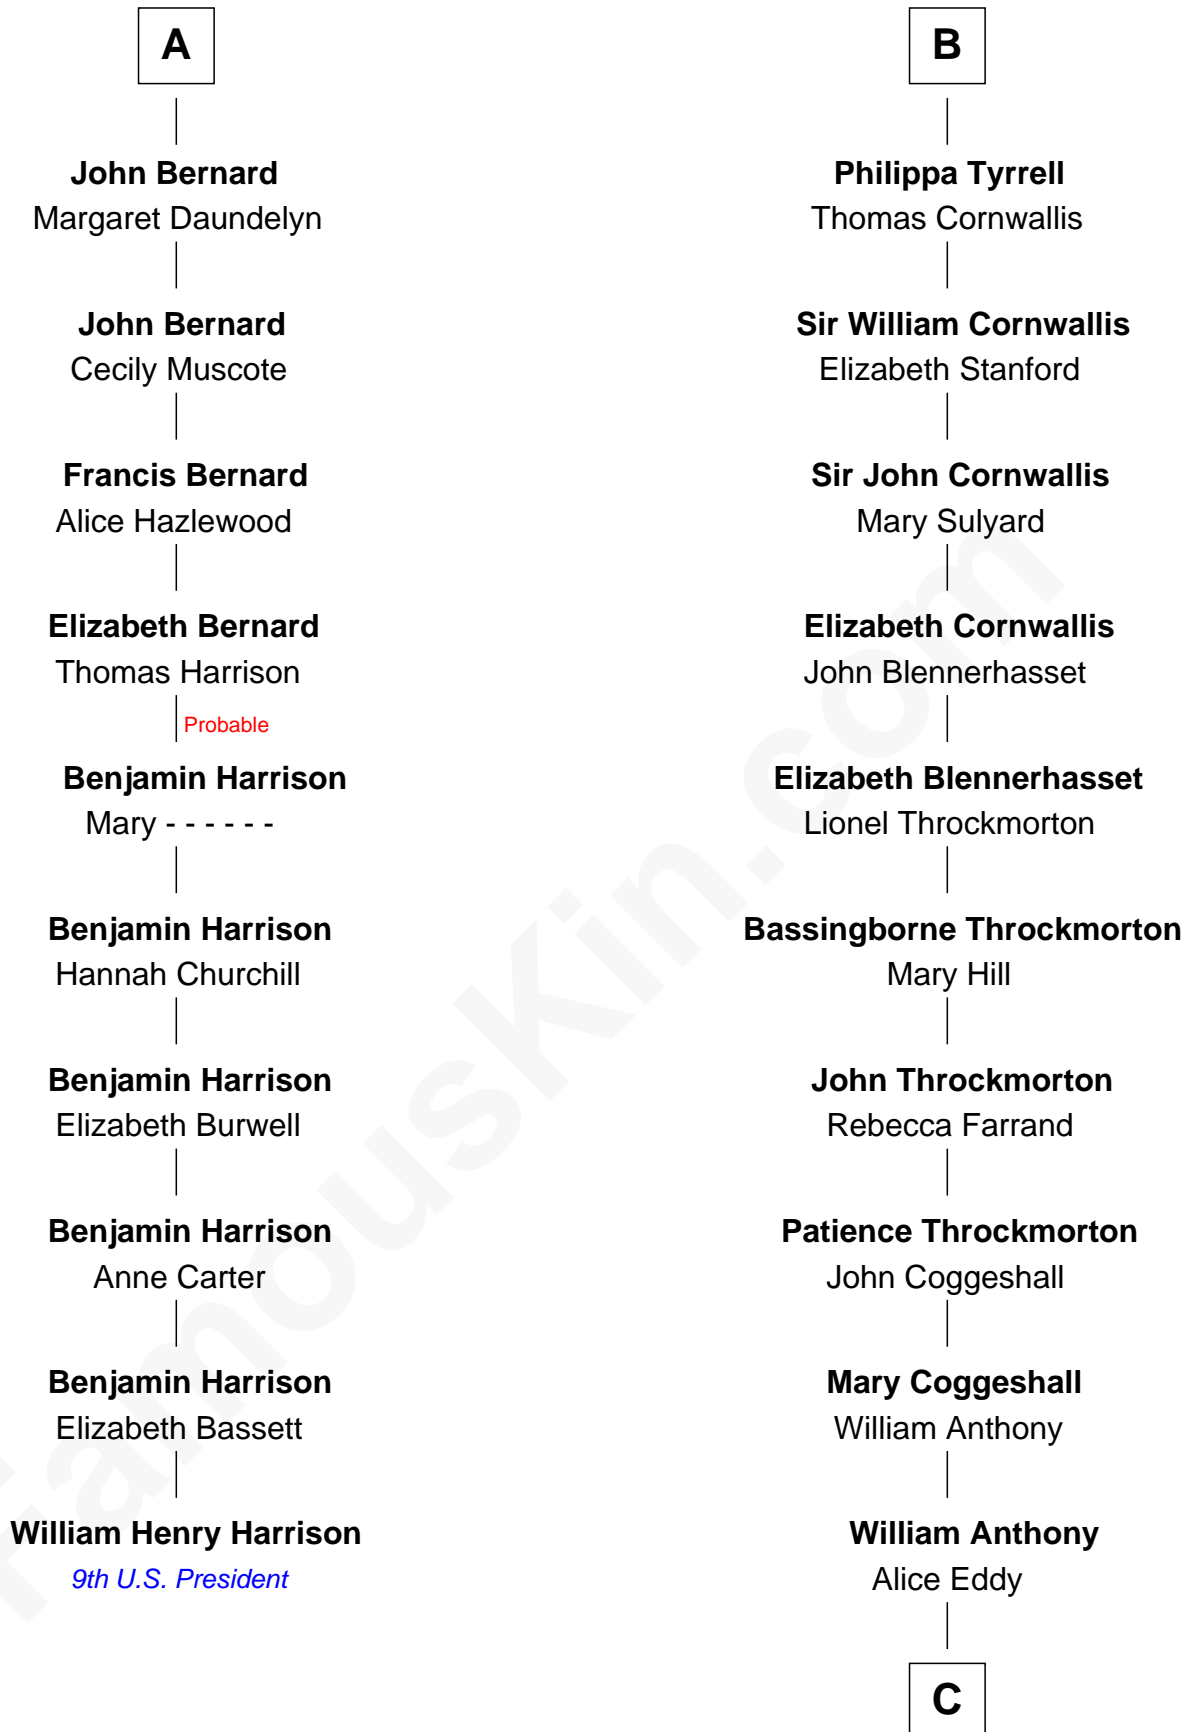 A
John Bernard
Margaret Daundelyn
John Bernard
Cecily Muscote
Francis Bernard
Alice Hazlewood
Elizabeth Bernard
Thomas Harrison
Probable
Benjamin Harrison
Mary - - - - - -
Benjamin Harrison
Hannah Churchill
Benjamin Harrison
Elizabeth Burwell
Benjamin Harrison
Anne Carter
Benjamin Harrison
Elizabeth Bassett
William Henry Harrison
9th U.S. President
B
Philippa Tyrrell
Thomas Cornwallis
Sir William Cornwallis
Elizabeth Stanford
Sir John Cornwallis
Mary Sulyard
Elizabeth Cornwallis
John Blennerhasset
Elizabeth Blennerhasset
Lionel Throckmorton
Bassingborne Throckmorton
Mary Hill
John Throckmorton
Rebecca Farrand
Patience Throckmorton
John Coggeshall
Mary Coggeshall
William Anthony
William Anthony
Alice Eddy
C
FamousKin.com